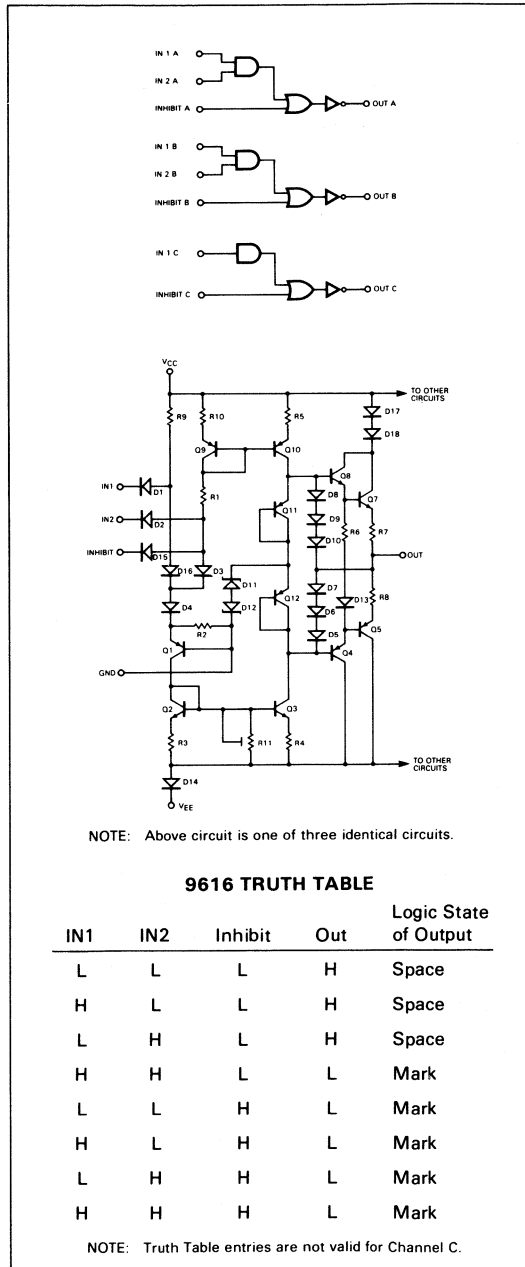 IN 1 A
IN 2 A
INHIBIT A
OUT A
IN 1 B
IN 2 B
INHIBIT B
OUT B
IN 1 C
INHIBIT C
OUT C
VCC
TO OTHER CIRCUITS
R9
R10
R5
D17
D18
Q9
Q10
Q8
Q7
IN1
D1
R1
D8
IN2
D2
Q11
D9
R6
R7
INHIBIT
D15
D10
OUT
D16
D3
D11
D7
R8
D4
D12
Q12
D6
D13
R2
D5
Q5
Q1
Q4
GND
Q2
Q3
R3
R11
R4
TO OTHER CIRCUITS
D14
VEE
NOTE: Above circuit is one of three identical circuits.
9616 TRUTH TABLE
IN1 IN2 Inhibit Out Logic State of Output
L L L H Space
H L L H Space
L H L H Space
H H L L Mark
L L H L Mark
H L H L Mark
L H H L Mark
H H H L Mark
NOTE: Truth Table entries are not valid for Channel C.